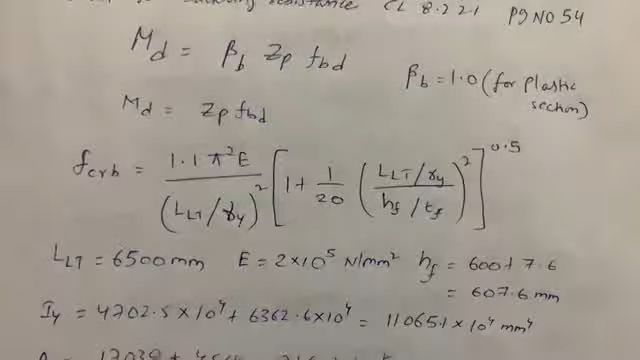 buckling resistance CL 8.2.2.1 Pg NO 54
Md = βb Zp fbd
βb = 1.0 (for plastic section)
Md = Zp fbd
fcrb = 1.1 π² E / (LLT / ry)² [1 + 1/20 (LLT / ry / hf / tf)²]^0.5
LLT = 6500 mm E = 2×10⁵ N/mm² hf = 600+7.6
= 607.6 mm
Iy = 4702.5 × 10⁴ + 6362.6 × 10⁴ = 11065.1 × 10⁴ mm⁴